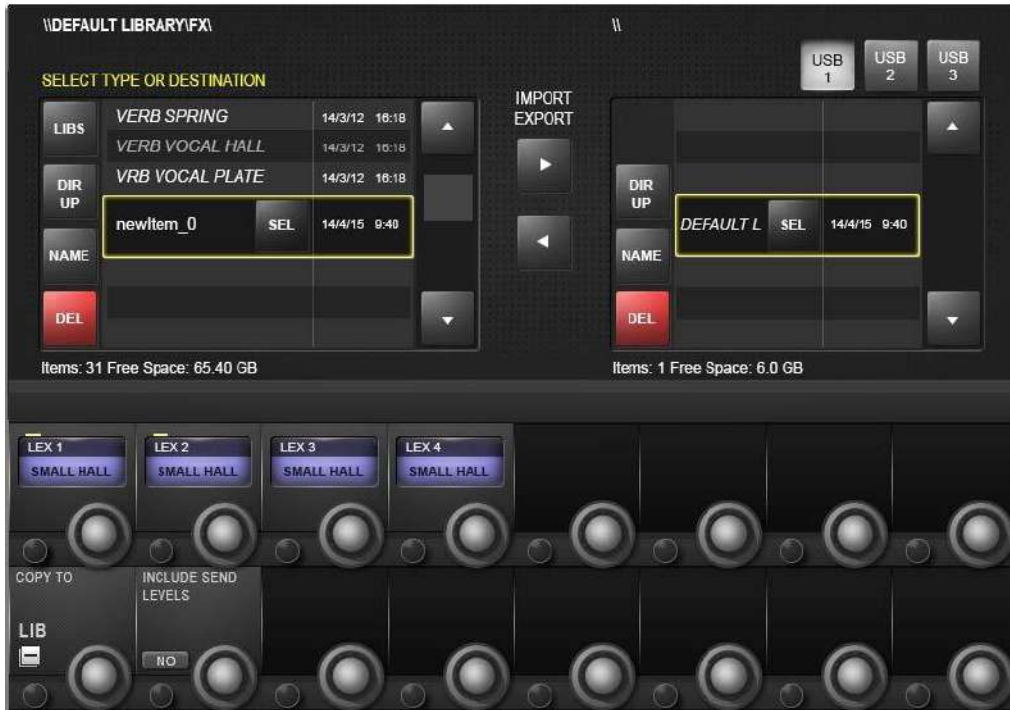 \\DEFAULT LIBRARY\FX\
\\
SELECT TYPE OR DESTINATION
USB 1
USB 2
USB 3
IMPORT
EXPORT
LIBS
VERB SPRING 14/3/12 16:18
VERB VOCAL HALL 14/3/12 16:18
DIR UP
VRB VOCAL PLATE 14/3/12 16:18
newItem_0 SEL 14/4/15 9:40
NAME
DEL
DIR UP
DEFAULT L SEL 14/4/15 9:40
NAME
DEL
Items: 31 Free Space: 65.40 GB
Items: 1 Free Space: 6.0 GB
LEX 1
SMALL HALL
LEX 2
SMALL HALL
LEX 3
SMALL HALL
LEX 4
SMALL HALL
COPY TO
LIB
INCLUDE SEND
LEVELS
NO